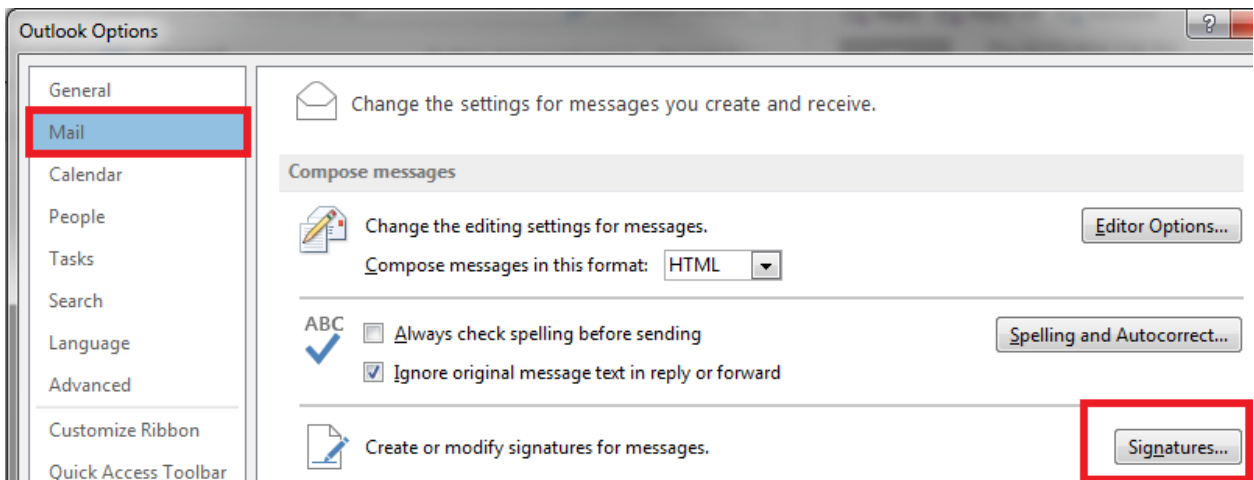 Outlook Options
?
General
Mail
Calendar
People
Tasks
Search
Language
Advanced
Customize Ribbon
Quick Access Toolbar
Change the settings for messages you create and receive.
Compose messages
Change the editing settings for messages.
Editor Options...
Compose messages in this format: HTML
ABC
Always check spelling before sending
Spelling and Autocorrect...
Ignore original message text in reply or forward
Create or modify signatures for messages.
Signatures...